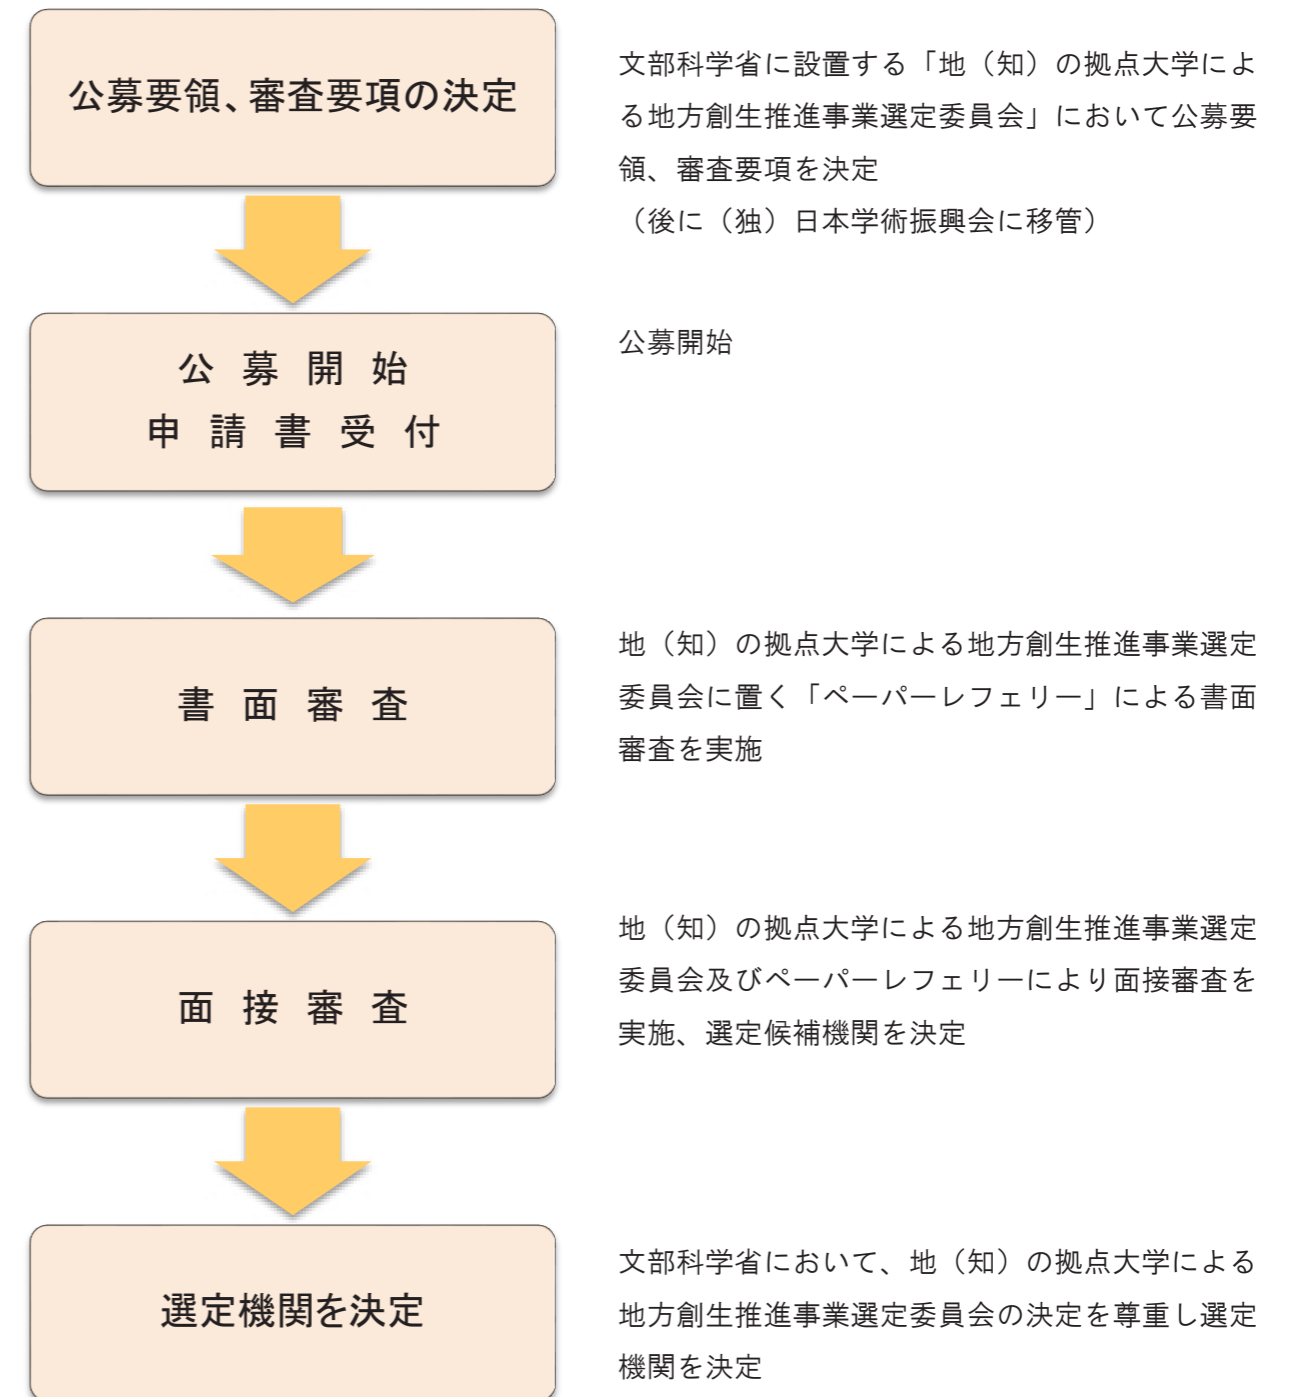 公募要領、審査要項の決定
文部科学省に設置する「地（知）の拠点大学によ
る地方創生推進事業選定委員会」において公募要
領、審査要項を決定
（後に（独）日本学術振興会に移管）
公募開始
申請書受付
公募開始
書面審査
地（知）の拠点大学による地方創生推進事業選定
委員会に置く「ペーパーレフェリー」による書面
審査を実施
面接審査
地（知）の拠点大学による地方創生推進事業選定
委員会及びペーパーレフェリーにより面接審査を
実施、選定候補機関を決定
選定機関を決定
文部科学省において、地（知）の拠点大学による
地方創生推進事業選定委員会の決定を尊重し選定
機関を決定